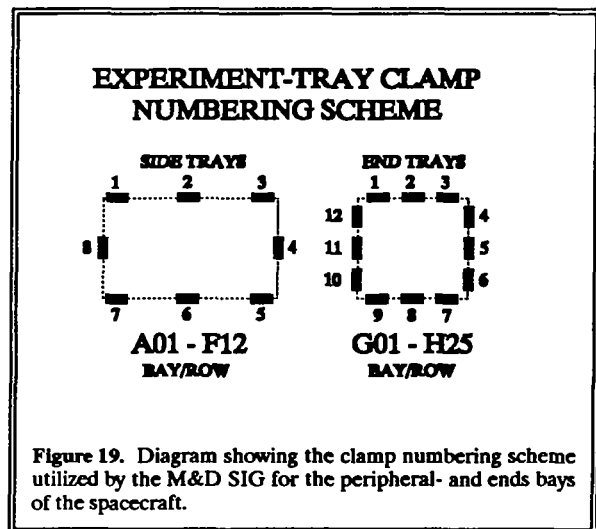 EXPERIMENT-TRAY CLAMP
NUMBERING SCHEME
SIDE TRAYS
END TRAYS
1 2 3
1 2 3
8 4
12 4
11 5
10 6
7 6 5
9 8 7
A01 - F12
G01 - H25
BAY/ROW
BAY/ROW
Figure 19. Diagram showing the clamp numbering scheme
utilized by the M&D SIG for the peripheral- and ends bays
of the spacecraft.